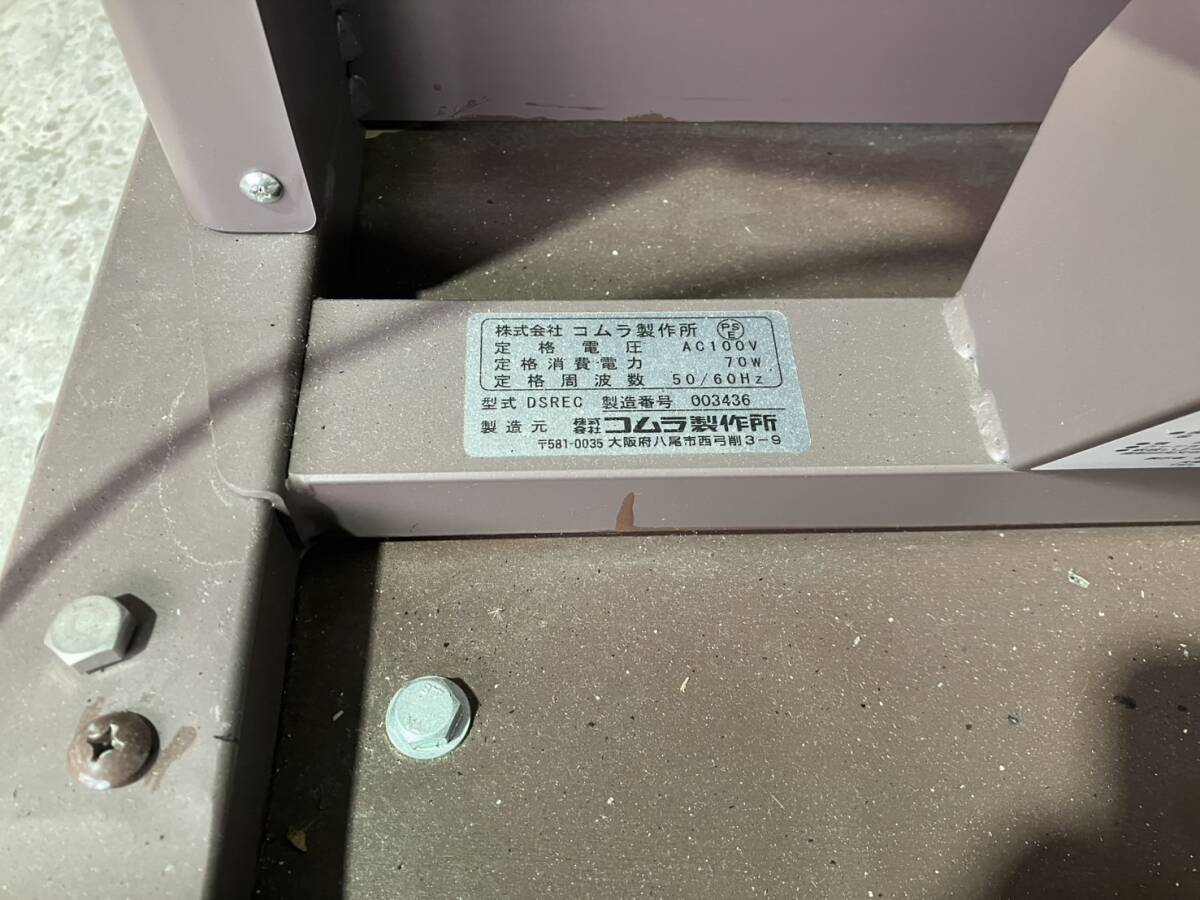 株式会社 コムラ製作所 PSE
定格電圧 AC100V
定格消費電力 70W
定格周波数 50/60Hz
型式 DSREC 製造番号 003436
製造元 株式会社 コムラ製作所
〒581-0035 大阪府八尾市西弓削3-9